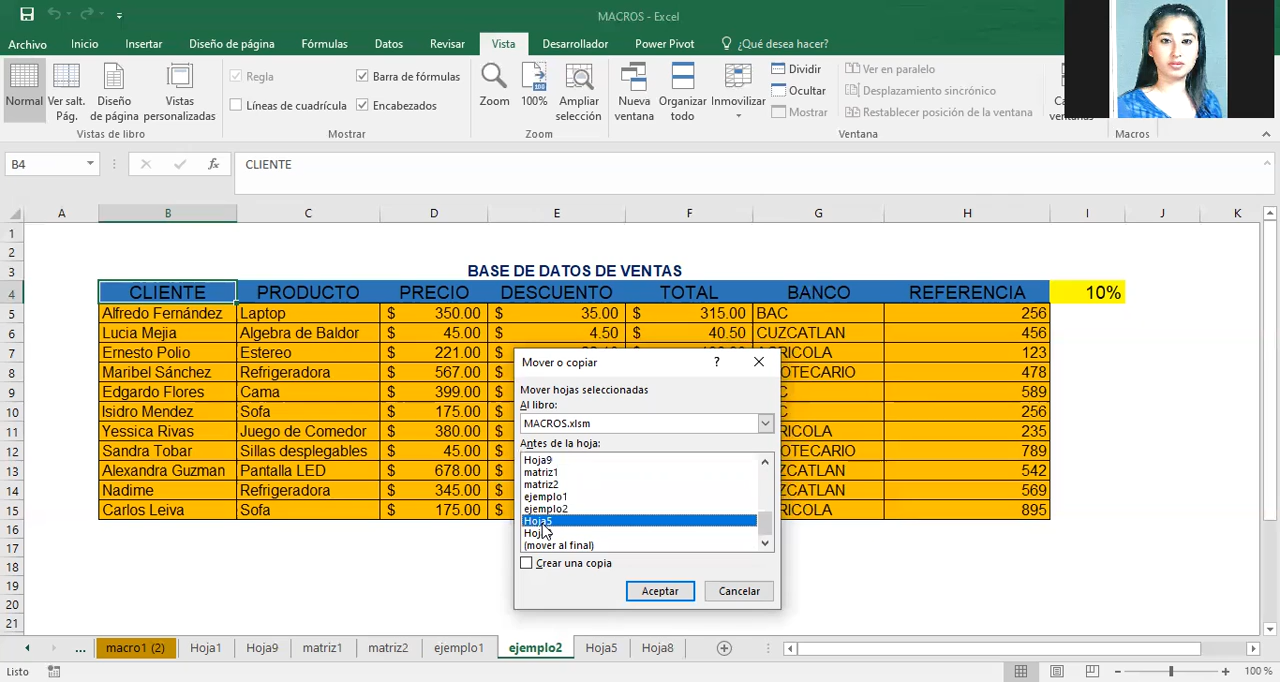 MACROS - Excel
Archivo Inicio Insertar Diseño de página Fórmulas Datos Revisar Vista Desarrollador Power Pivot ¿Qué desea hacer?
Normal Ver salt. Pág. Diseño de página Vistas personalizadas
Vistas de libro
Regla Barra de fórmulas
Líneas de cuadrícula Encabezados
Mostrar
Zoom 100% Ampliar selección
Zoom
Nueva ventana Organizar todo Inmovilizar
Dividir Ver en paralelo
Ocultar Desplazamiento sincrónico
Mostrar Restablecer posición de la ventana
Ventana
Macros
B4 fx CLIENTE
A B C D E F G H I J K
1
2
3 BASE DE DATOS DE VENTAS
4 CLIENTE PRODUCTO PRECIO DESCUENTO TOTAL BANCO REFERENCIA 10%
5 Alfredo Fernández Laptop $ 350.00 $ 35.00 $ 315.00 BAC 256
6 Lucia Mejia Algebra de Baldor $ 45.00 $ 4.50 $ 40.50 CUZCATLAN 456
7 Ernesto Polio Estereo $ 221.00 $ 123
8 Maribel Sánchez Refrigeradora $ 567.00 $ 478
9 Edgardo Flores Cama $ 399.00 $ 589
10 Isidro Mendez Sofa $ 175.00 $ 256
11 Yessica Rivas Juego de Comedor $ 380.00 $ 235
12 Sandra Tobar Sillas desplegables $ 45.00 $ 789
13 Alexandra Guzman Pantalla LED $ 678.00 $ 542
14 Nadime Refrigeradora $ 345.00 $ 569
15 Carlos Leiva Sofa $ 175.00 $ 895
16
17
18
19
20
21
Mover o copiar ?
Mover hojas seleccionadas
Al libro:
MACROS.xlsm
Antes de la hoja:
Hoja9
matriz1
matriz2
ejemplo1
ejemplo2
Hoja5
(mover al final)
Crear una copia
Aceptar Cancelar
... macro1 (2) Hoja1 Hoja9 matriz1 matriz2 ejemplo1 ejemplo2 Hoja5 Hoja8
Listo 100 %